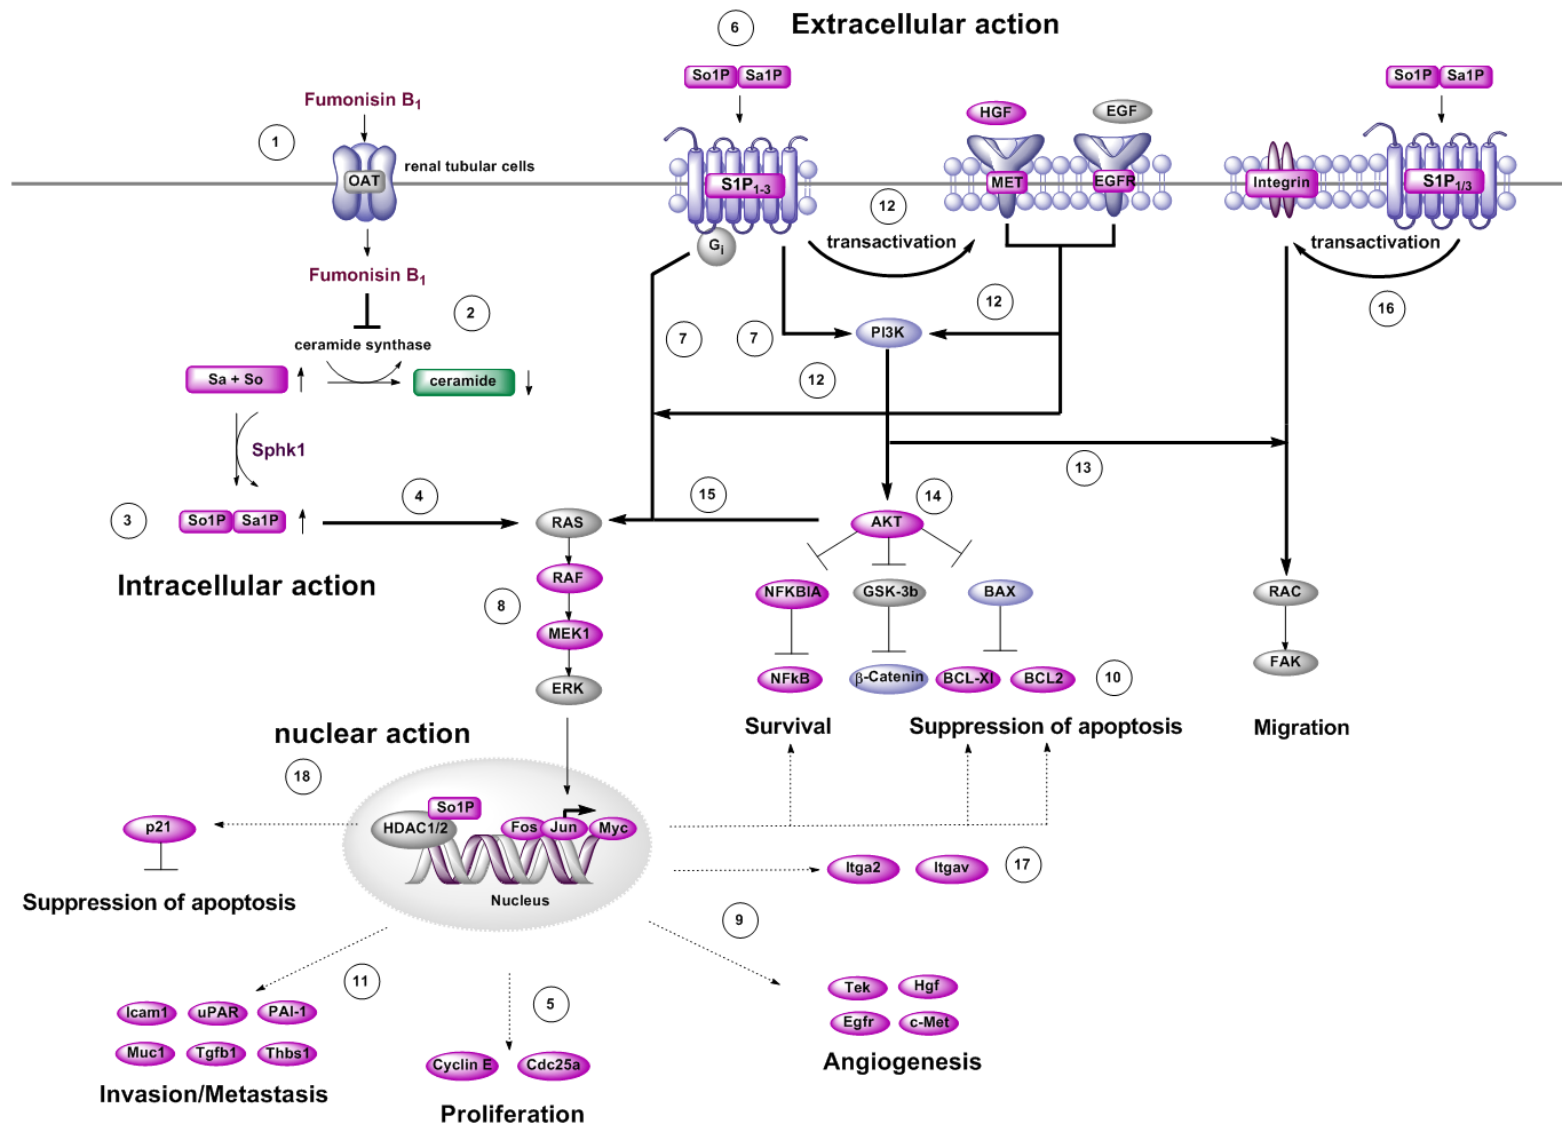 6
Extracellular action
So1P Sa1P
So1P Sa1P
Fumonisin B1
HGF
EGF
1
renal tubular cells
OAT
S1P1-3
MET
EGFR
Integrin
S1P1/3
12
Gi
transactivation
transactivation
Fumonisin B1
2
12
16
7
7
PI3K
ceramide synthase
Sa + So
ceramide
12
Sphk1
13
4
15
14
3
So1P Sa1P
RAS
AKT
Intracellular action
RAF
8
NFKBIA
GSK-3b
BAX
RAC
MEK1
FAK
ERK
NFkB
β-Catenin
BCL-Xl
BCL2
10
nuclear action
Survival
Suppression of apoptosis
Migration
18
So1P
p21
HDAC1/2
Fos
Jun
Myc
Itga2
Itgav
17
Nucleus
Suppression of apoptosis
9
11
Tek
Hgf
5
Icam1
uPAR
PAI-1
Egfr
c-Met
Muc1
Tgfb1
Thbs1
Cyclin E
Cdc25a
Angiogenesis
Invasion/Metastasis
Proliferation